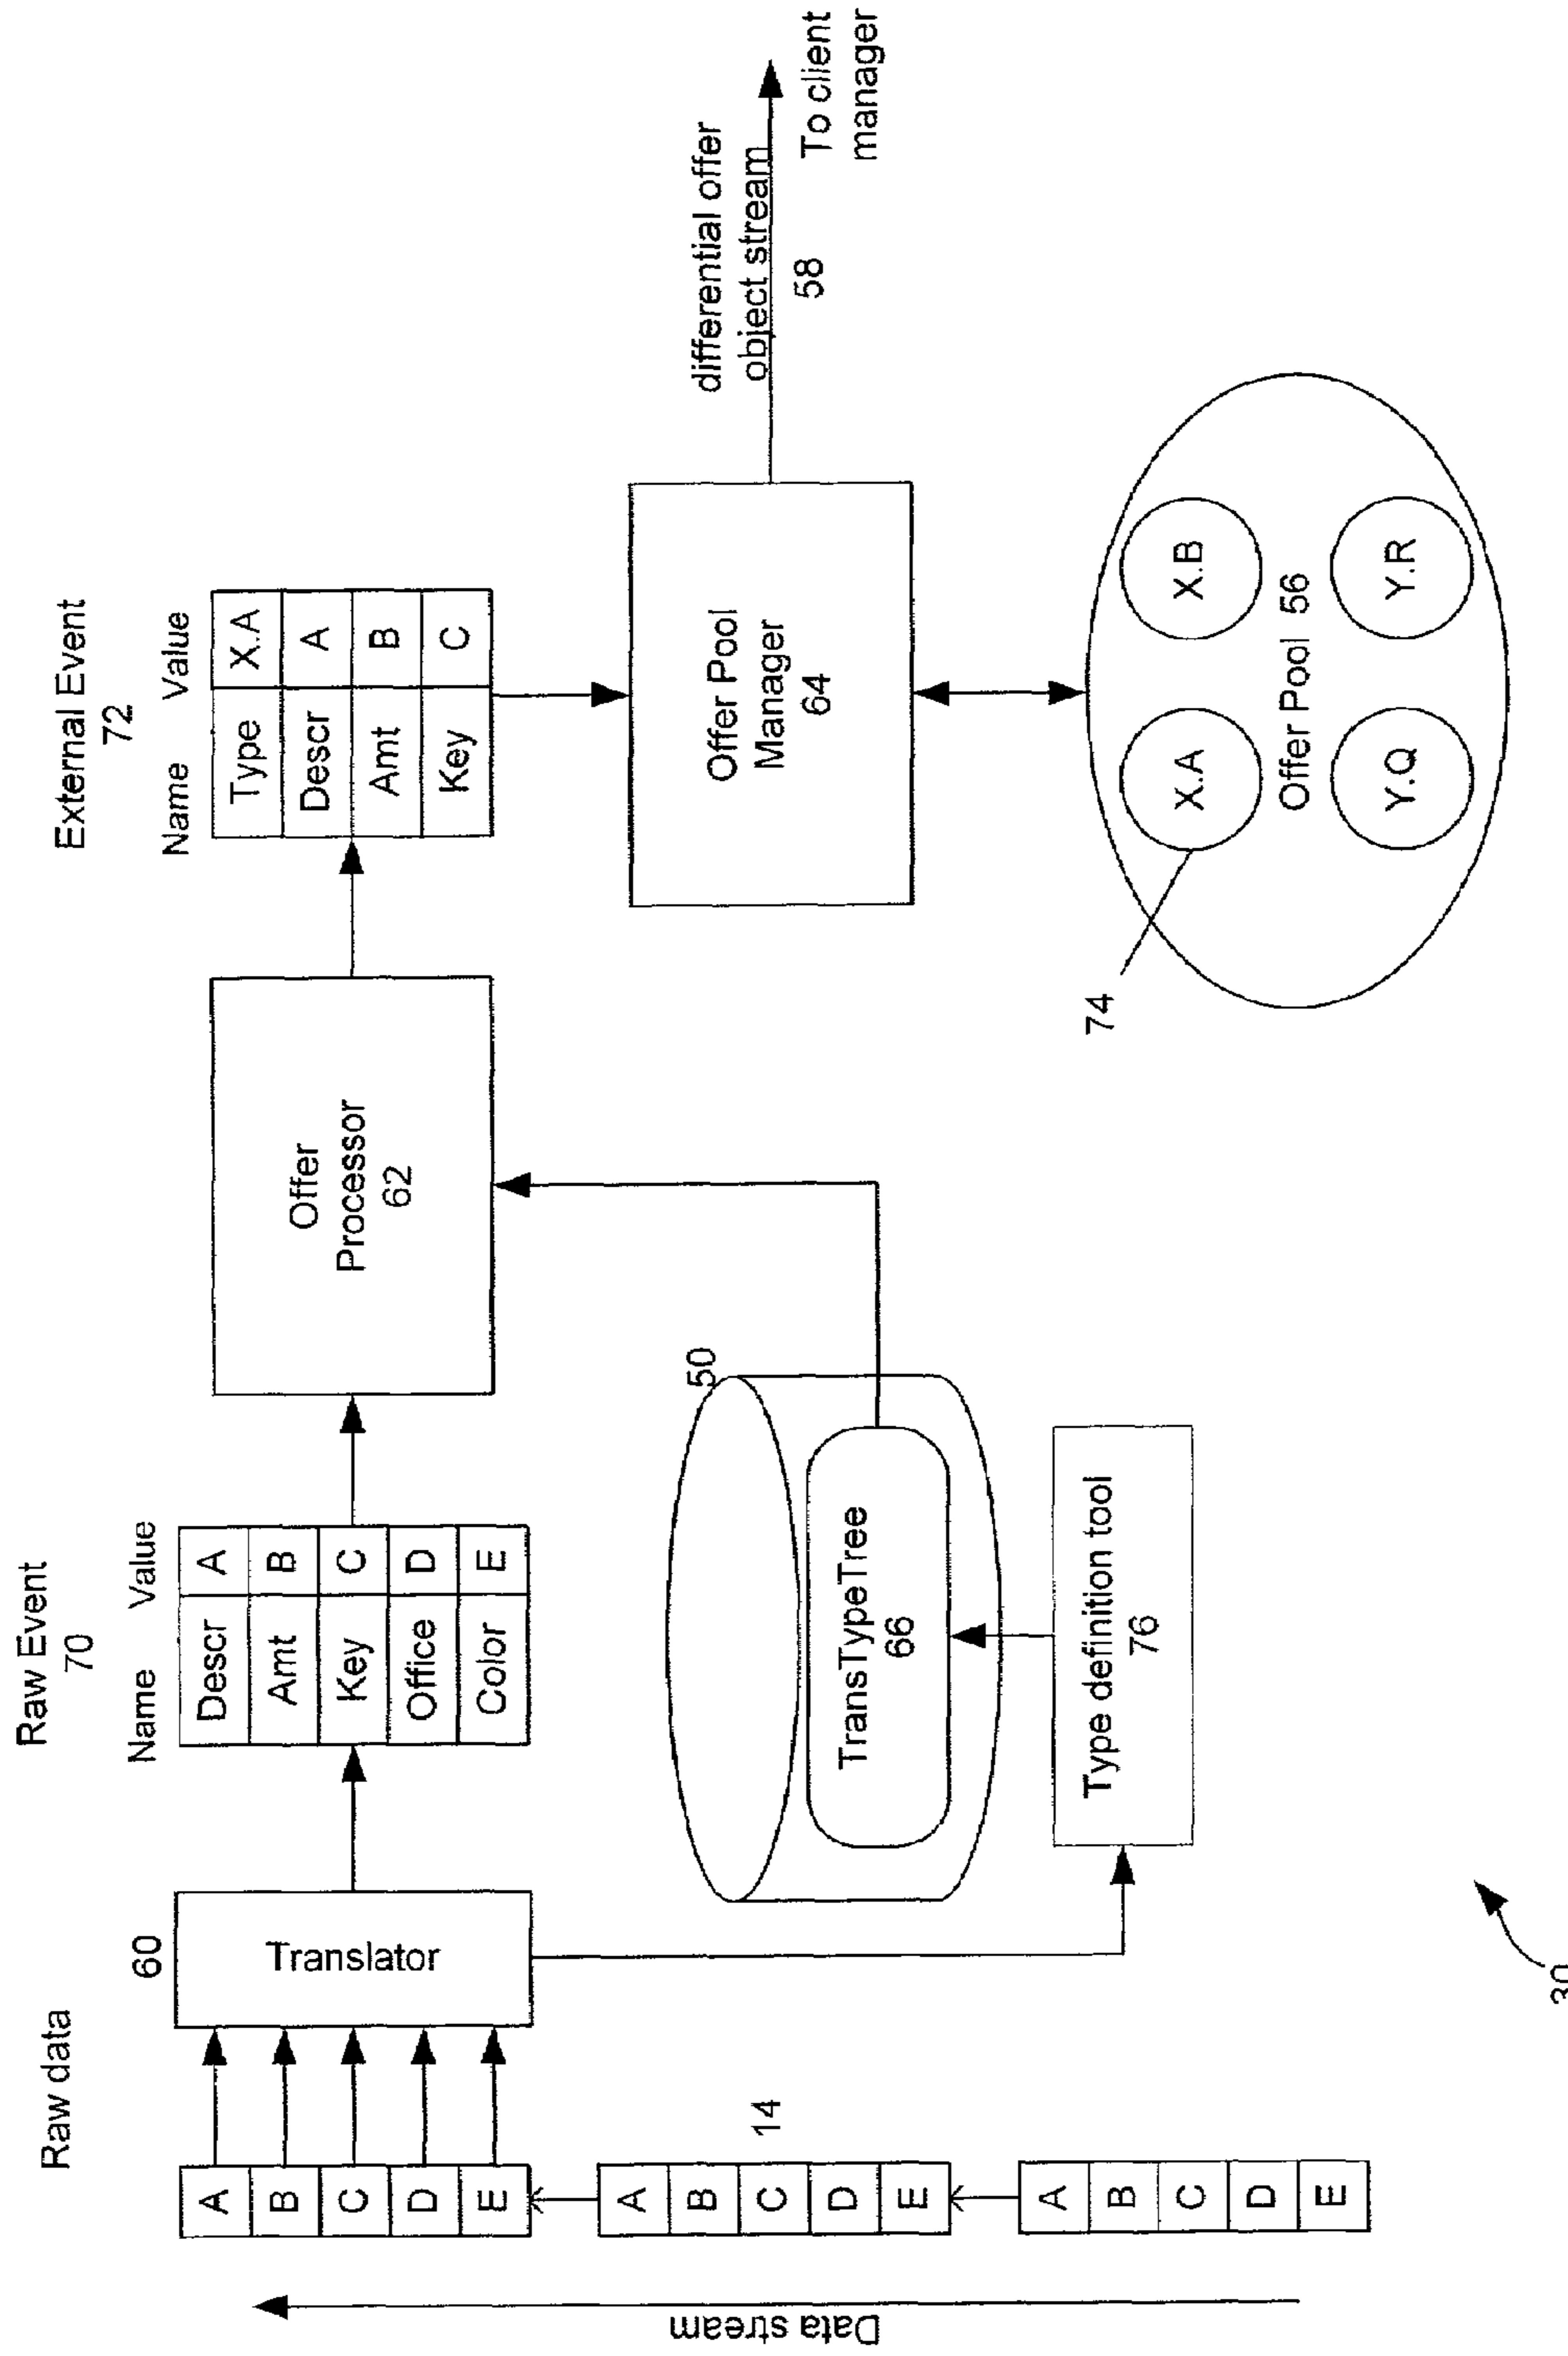 Raw data
Data stream
A
B
C
D
E
A
B
C
D
E
14
A
B
C
D
E
60
Translator
Raw Event
70
Name Value
Descr A
Amt B
Key C
Office D
Color E
50
TransTypeTree
66
Type definition tool
76
Offer
Processor
62
External Event
72
Name Value
Type X.A
Descr A
Amt B
Key C
Offer Pool
Manager
64
74
X.A
X.B
Offer Pool 56
Y.Q
Y.R
differential offer
object stream
58
To client
manager
30